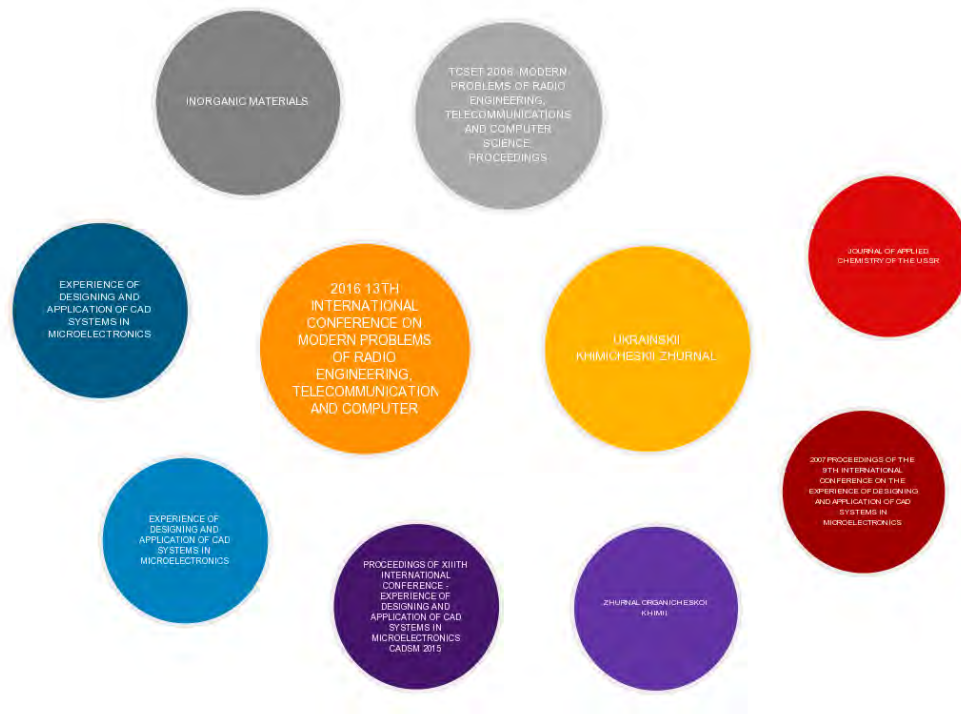 INORGANIC MATERIALS
TCSET 2006: MODERN
PROBLEMS OF RADIO
ENGINEERING,
TELECOMMUNICATIONS
AND COMPUTER
SCIENCE
PROCEEDINGS
JOURNAL OF APPLIED
CHEMISTRY OF THE USSR
EXPERIENCE OF
DESIGNING AND
APPLICATION OF CAD
SYSTEMS IN
MICROELECTRONICS
2016 13TH
INTERNATIONAL
CONFERENCE ON
MODERN PROBLEMS
OF RADIO
ENGINEERING,
TELECOMMUNICATION
AND COMPUTER
UKRAINSKII
KHIMICHESKII ZHURNAL
2007 PROCEEDINGS OF THE
9TH INTERNATIONAL
CONFERENCE ON THE
EXPERIENCE OF DESIGNING
AND APPLICATION OF CAD
SYSTEMS IN
MICROELECTRONICS
EXPERIENCE OF
DESIGNING AND
APPLICATION OF CAD
SYSTEMS IN
MICROELECTRONICS
PROCEEDINGS OF XIIITH
INTERNATIONAL
CONFERENCE -
EXPERIENCE OF
DESIGNING AND
APPLICATION OF CAD
SYSTEMS IN
MICROELECTRONICS
CADSM 2015
ZHURNAL ORGANICHESKOI
KHIMII